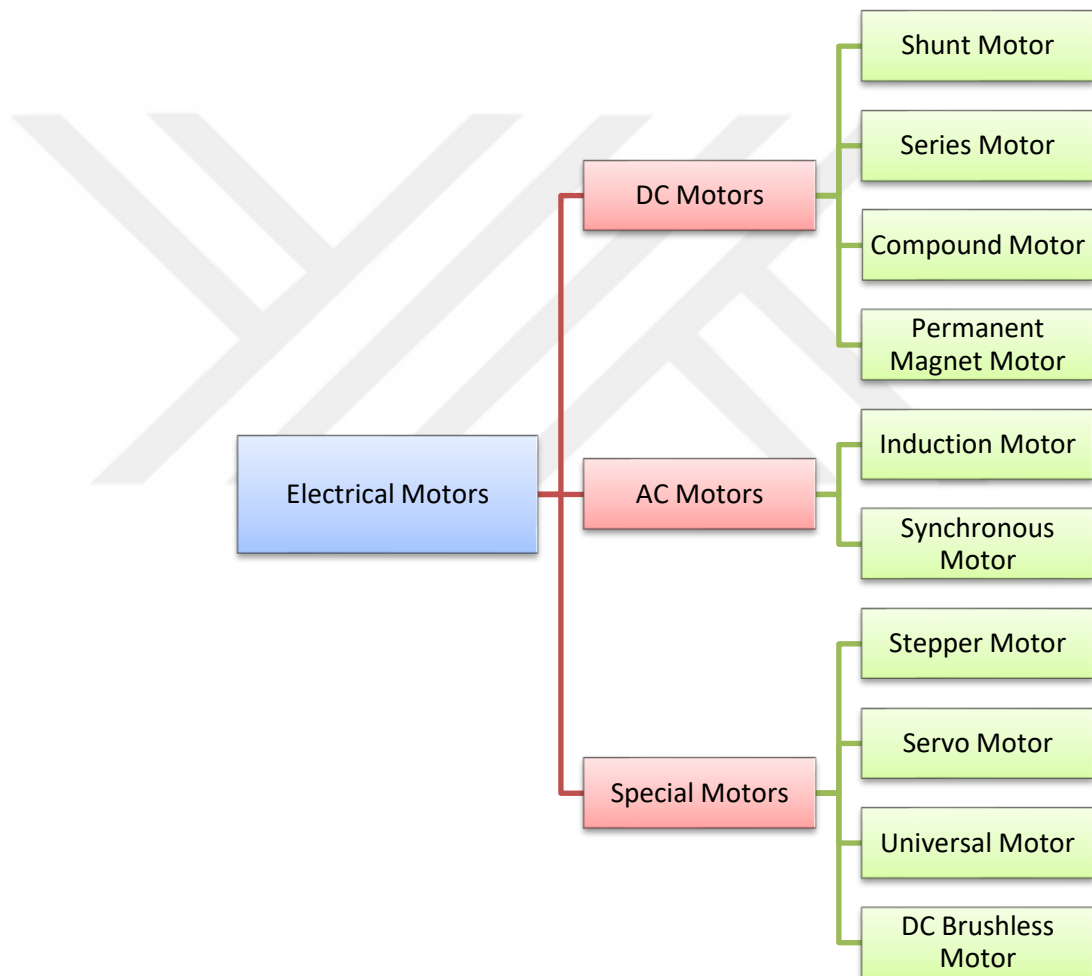 Electrical Motors
DC Motors
Shunt Motor
Series Motor
Compound Motor
Permanent
Magnet Motor
AC Motors
Induction Motor
Synchronous
Motor
Special Motors
Stepper Motor
Servo Motor
Universal Motor
DC Brushless
Motor